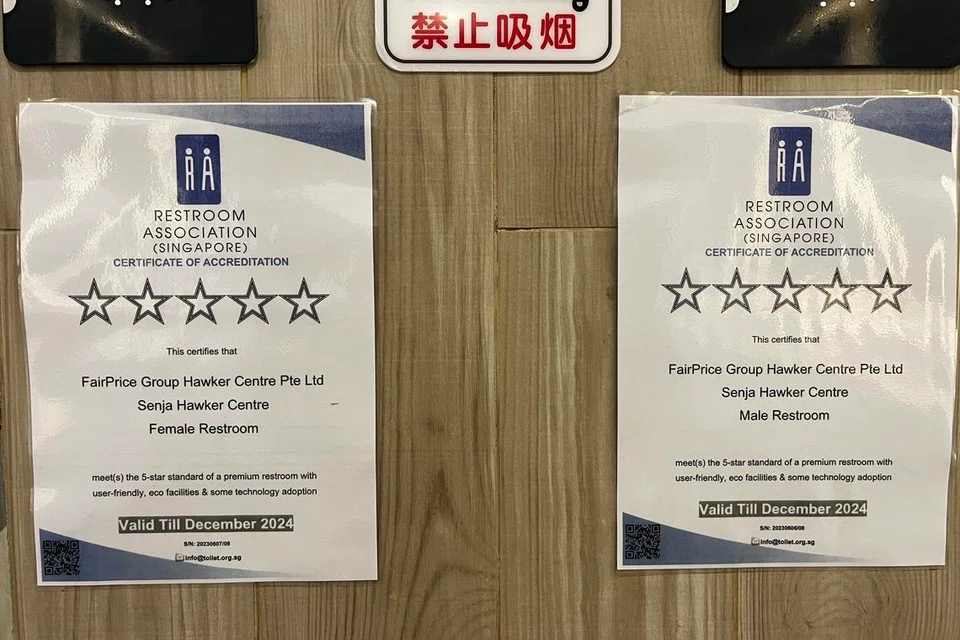 禁止吸烟
RA
RESTROOM
ASSOCIATION
(SINGAPORE)
CERTIFICATE OF ACCREDITATION
This certifies that
FairPrice Group Hawker Centre Pte Ltd
Senja Hawker Centre
Female Restroom
meet(s) the 5-star standard of a premium restroom with
user-friendly, eco facilities & some technology adoption
Valid Till December 2024
S/N: 20230607/08
info@toilet.org.sg
RA
RESTROOM
ASSOCIATION
(SINGAPORE)
CERTIFICATE OF ACCREDITATION
This certifies that
FairPrice Group Hawker Centre Pte Ltd
Senja Hawker Centre
Male Restroom
meet(s) the 5-star standard of a premium restroom with
user-friendly, eco facilities & some technology adoption
Valid Till December 2024
S/N: 20230606/08
info@toilet.org.sg